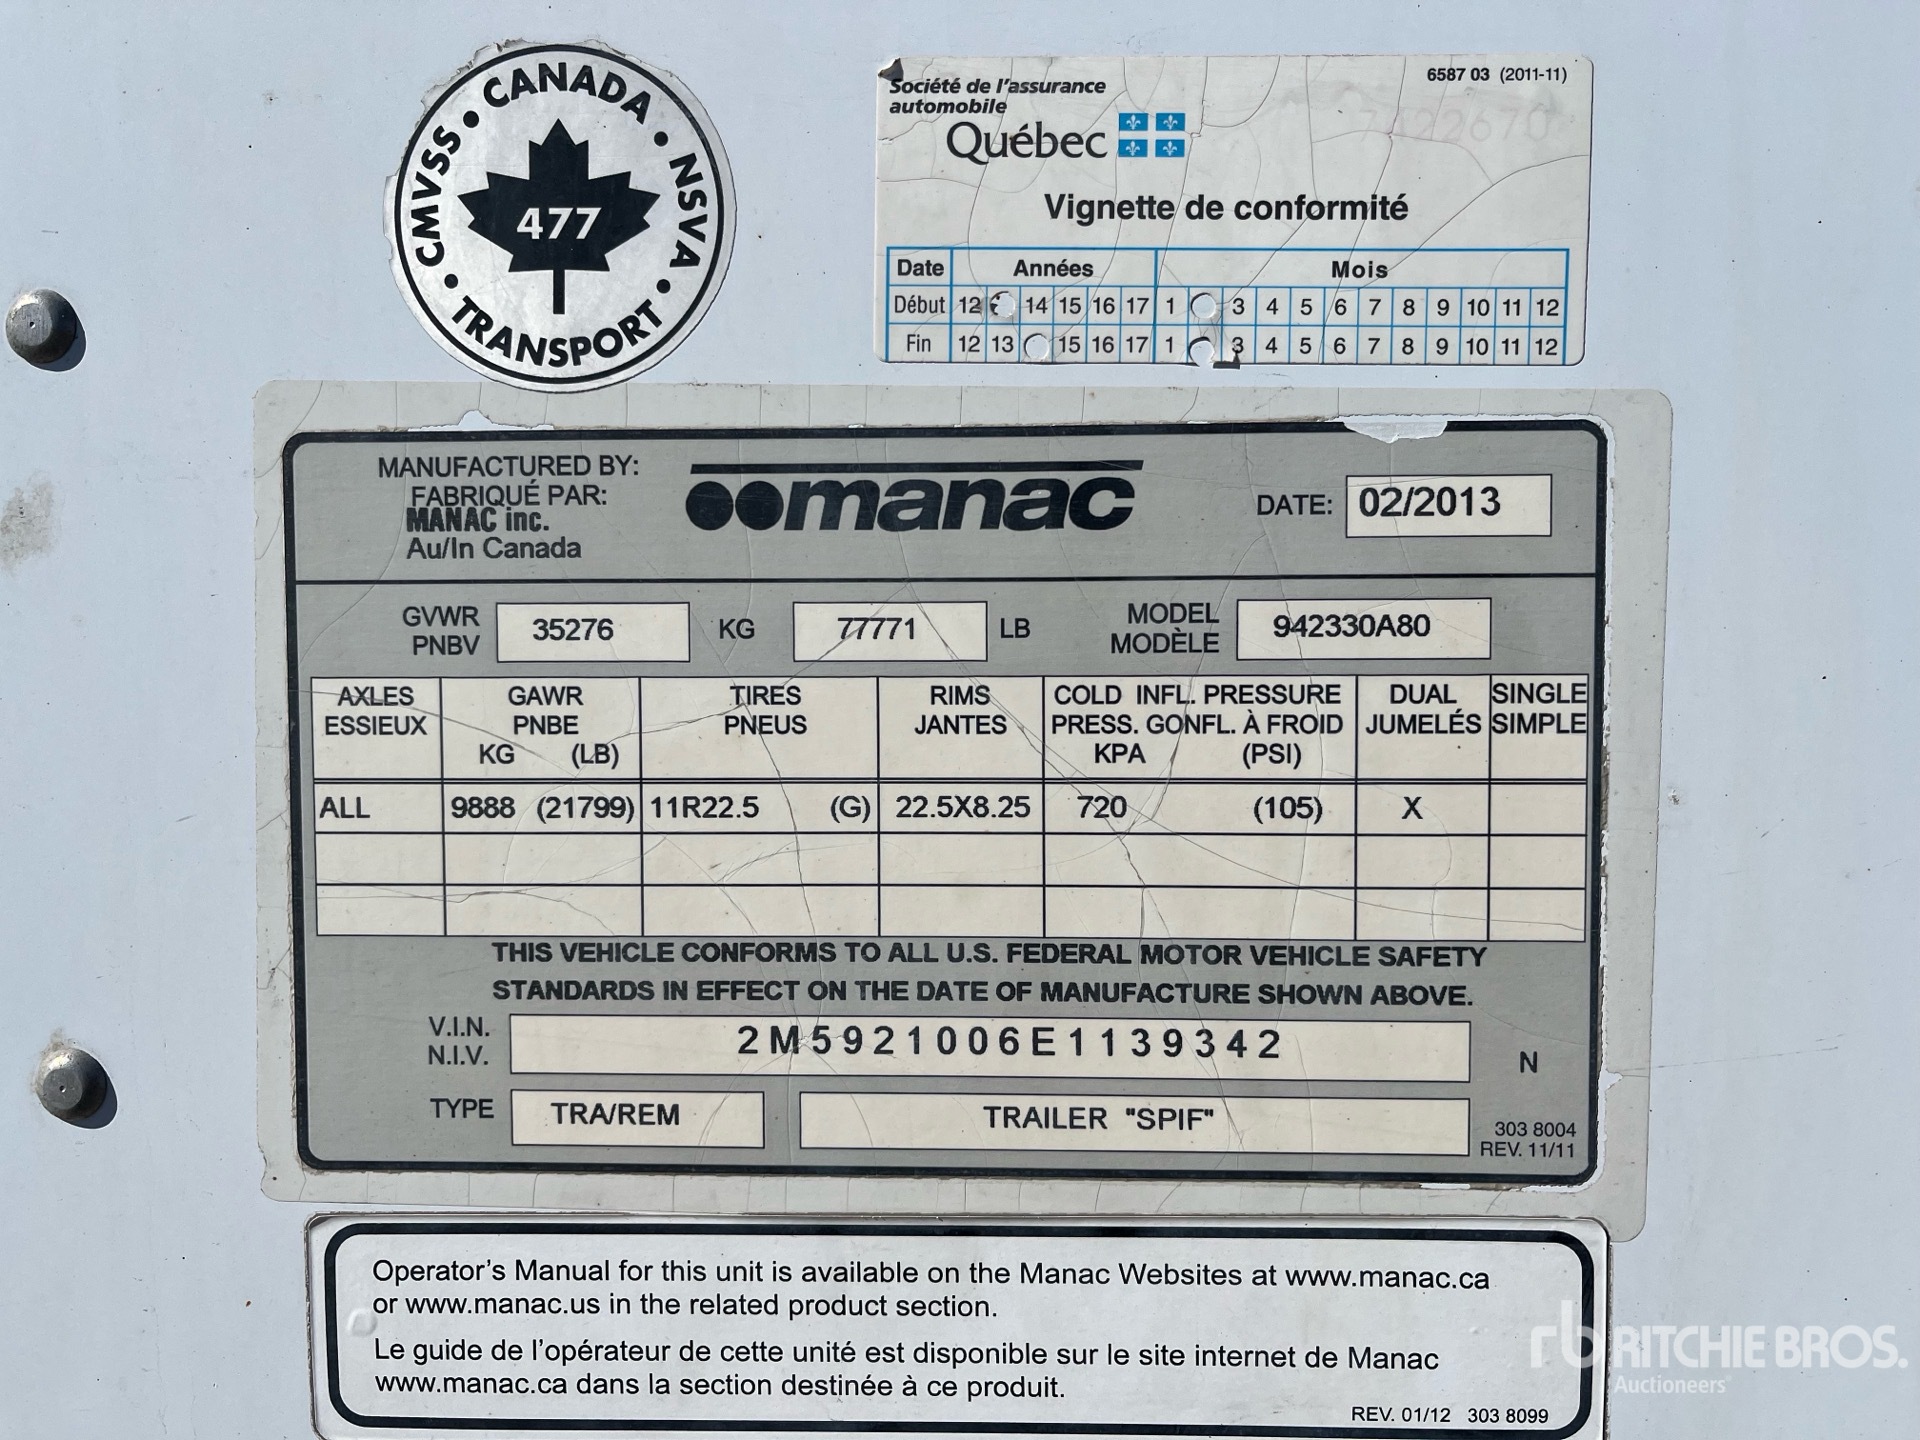 CANADA • NSVA • TRANSPORT • CMVSS •
477
Société de l'assurance
automobile
Québec
6587 03 (2011-11)
Vignette de conformité
Date Années Mois
Début 12 14 15 16 17 1 3 4 5 6 7 8 9 10 11 12
Fin 12 13 15 16 17 1 3 4 5 6 7 8 9 10 11 12
MANUFACTURED BY:
FABRIQUÉ PAR:
MANAC inc.
Au/In Canada
manac
DATE: 02/2013
GVWR
PNBV
35276 KG 77771 LB
MODEL
MODÈLE
942330A80
AXLES GAWR TIRES RIMS COLD INFL. PRESSURE DUAL SINGLE
ESSIEUX PNBE PNEUS JANTES PRESS. GONFL. À FROID JUMELÉS SIMPLE
KG (LB) KPA (PSI)
ALL 9888 (21799) 11R22.5 (G) 22.5X8.25 720 (105) X
THIS VEHICLE CONFORMS TO ALL U.S. FEDERAL MOTOR VEHICLE SAFETY
STANDARDS IN EFFECT ON THE DATE OF MANUFACTURE SHOWN ABOVE.
V.I.N.
N.I.V.
2M5921006E1139342
N
TYPE TRA/REM TRAILER "SPIF"
303 8004
REV. 11/11
Operator's Manual for this unit is available on the Manac Websites at www.manac.ca
or www.manac.us in the related product section.
Le guide de l'opérateur de cette unité est disponible sur le site internet de Manac
www.manac.ca dans la section destinée à ce produit.
REV. 01/12 303 8099
rb RITCHIE BROS.
Auctioneers